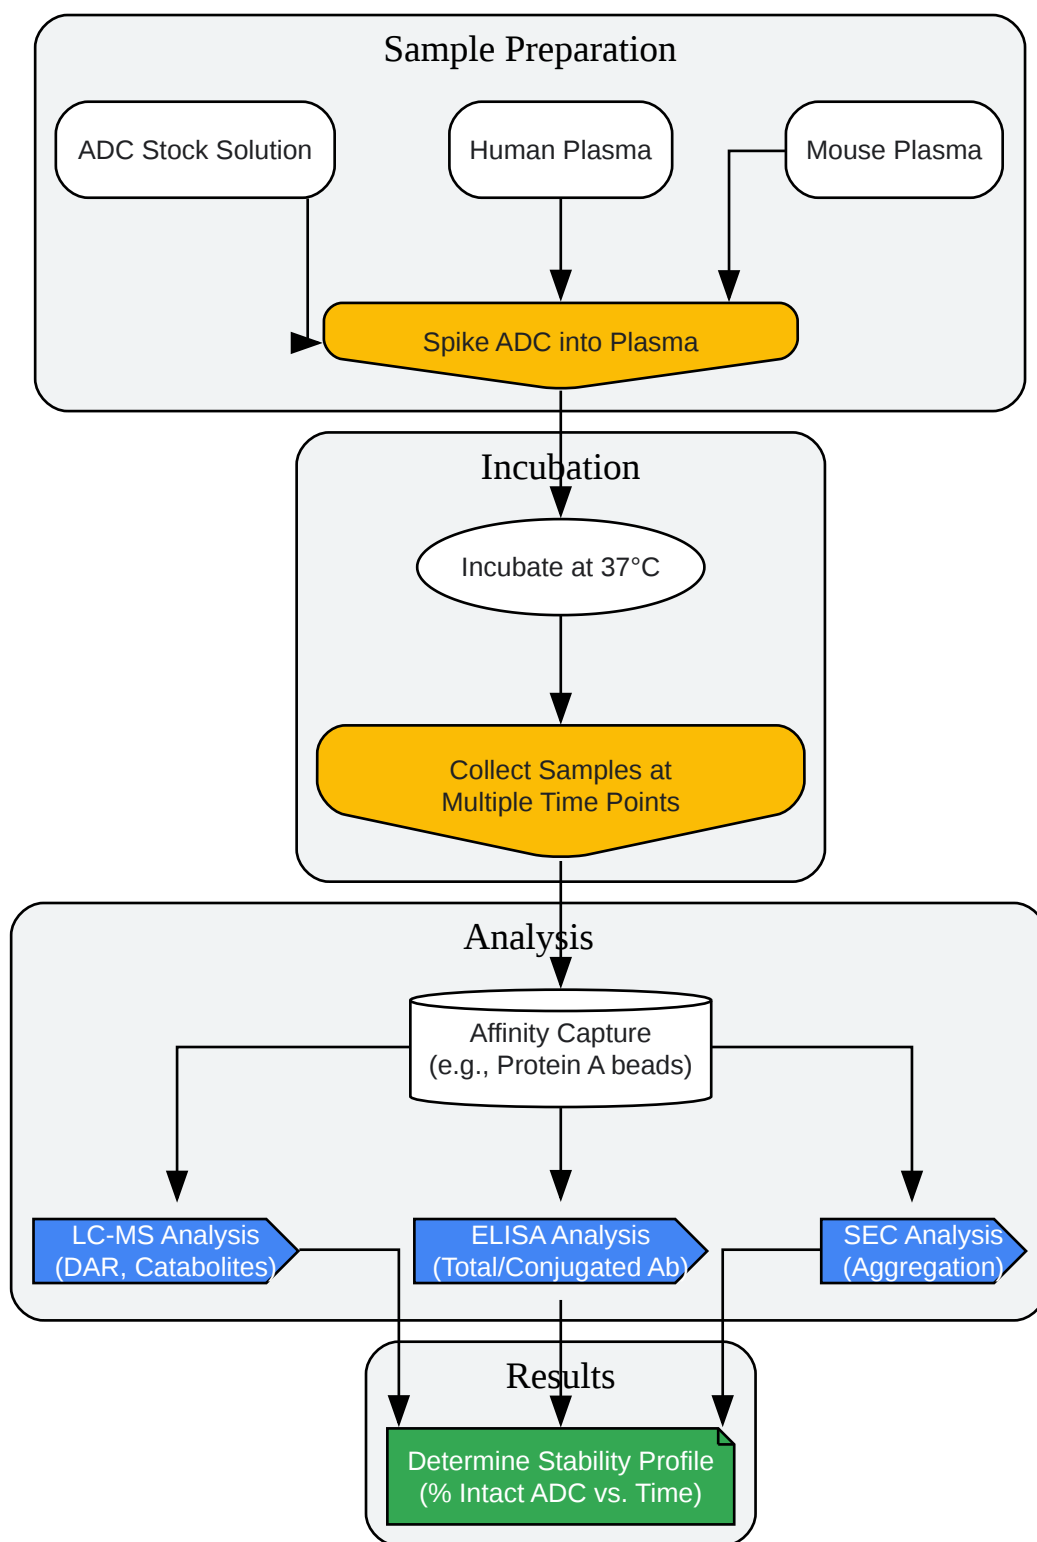 Sample Preparation
ADC Stock Solution
Human Plasma
Mouse Plasma
Spike ADC into Plasma
Incubation
Incubate at 37°C
Collect Samples at
Multiple Time Points
Analysis
Affinity Capture
(e.g., Protein A beads)
LC-MS Analysis
(DAR, Catabolites)
ELISA Analysis
(Total/Conjugated Ab)
SEC Analysis
(Aggregation)
Results
Determine Stability Profile
(% Intact ADC vs. Time)